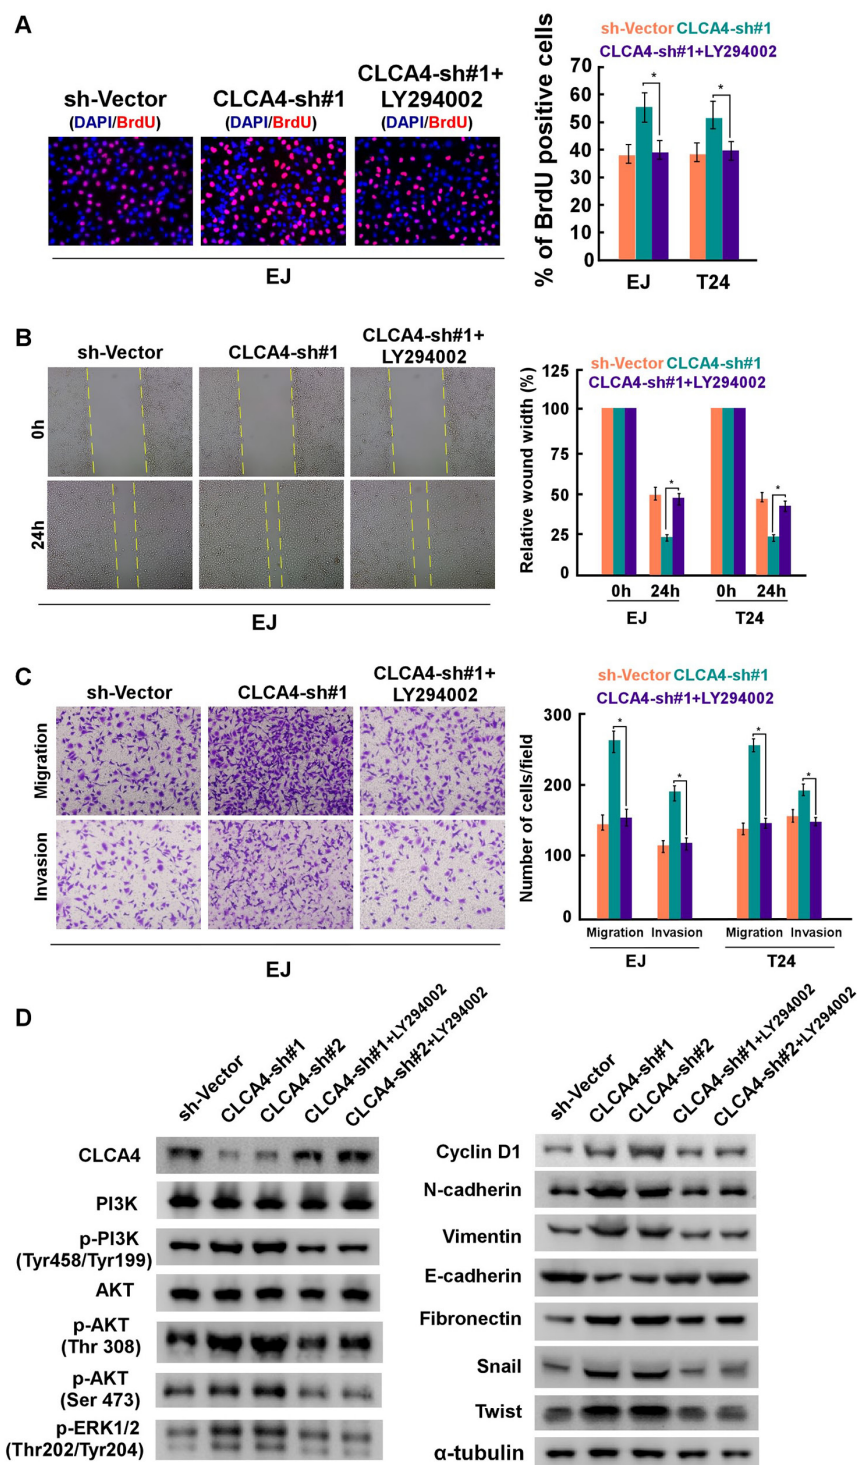 A
sh-Vector
(DAPI/BrdU)
CLCA4-sh#1
(DAPI/BrdU)
CLCA4-sh#1+
LY294002
(DAPI/BrdU)
EJ
sh-Vector CLCA4-sh#1
CLCA4-sh#1+LY294002
% of BrdU positive cells
70
60
50
40
30
20
10
0
*
*
EJ
T24
B
sh-Vector
CLCA4-sh#1
CLCA4-sh#1+
LY294002
0h
24h
EJ
sh-Vector CLCA4-sh#1
CLCA4-sh#1+LY294002
Relative wound width (%)
125
100
75
50
25
0
*
*
0h 24h 0h 24h
EJ
T24
C
sh-Vector
CLCA4-sh#1
CLCA4-sh#1+
LY294002
Migration
Invasion
EJ
sh-Vector CLCA4-sh#1
CLCA4-sh#1+LY294002
Number of cells/field
300
200
100
0
*
*
*
*
Migration Invasion Migration Invasion
EJ
T24
D
sh-Vector
CLCA4-sh#1
CLCA4-sh#2
CLCA4-sh#1+LY294002
CLCA4-sh#2+LY294002
CLCA4
PI3K
p-PI3K
(Tyr458/Tyr199)
AKT
p-AKT
(Thr 308)
p-AKT
(Ser 473)
p-ERK1/2
(Thr202/Tyr204)
sh-Vector
CLCA4-sh#1
CLCA4-sh#2
CLCA4-sh#1+LY294002
CLCA4-sh#2+LY294002
Cyclin D1
N-cadherin
Vimentin
E-cadherin
Fibronectin
Snail
Twist
α-tubulin